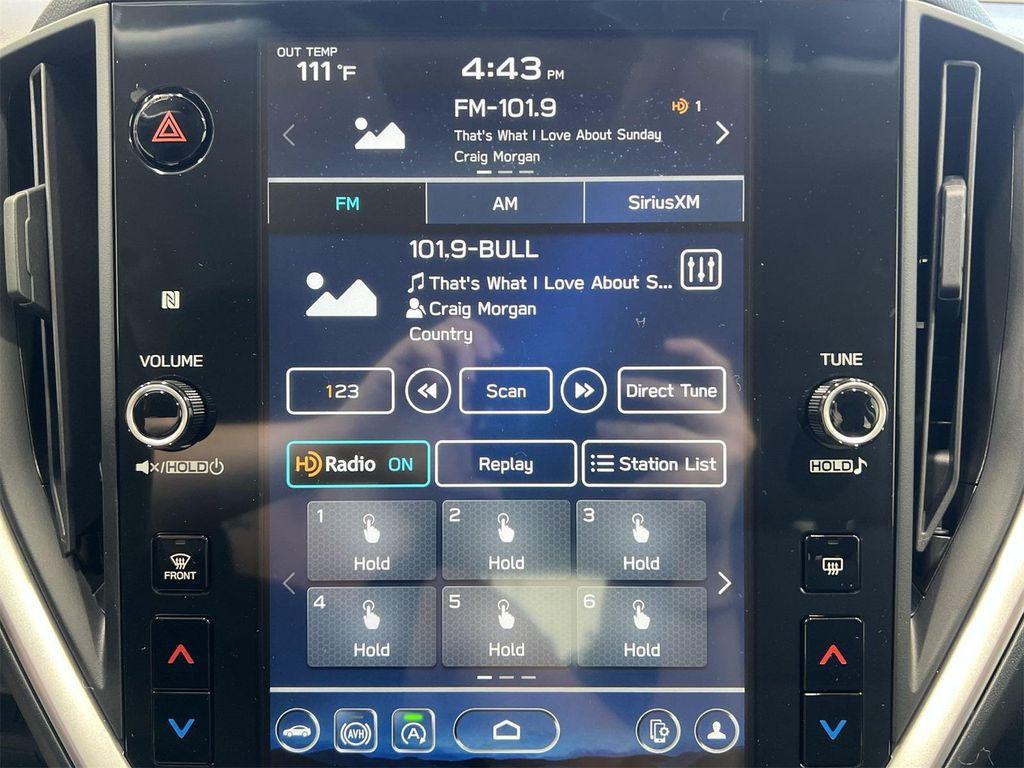 OUT TEMP
111 °F
4:43 PM
FM-101.9
HD 1
That's What I Love About Sunday
Craig Morgan
FM
AM
SiriusXM
101.9-BULL
That's What I Love About S...
Craig Morgan
Country
VOLUME
TUNE
123
Scan
Direct Tune
HD Radio ON
Replay
Station List
/HOLD
HOLD
1
Hold
2
Hold
3
Hold
FRONT
4
Hold
5
Hold
6
Hold
AVH
A